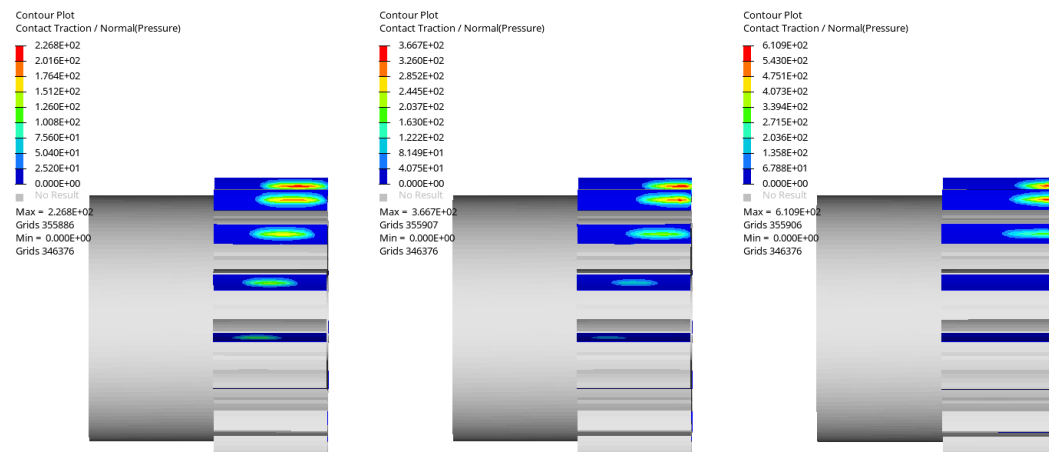 Contour Plot
Contact Traction / Normal(Pressure)
2.268E+02
2.016E+02
1.764E+02
1.512E+02
1.260E+02
1.008E+02
7.560E+01
5.040E+01
2.520E+01
0.000E+00
No Result
Max = 2.268E+02
Grids 355886
Min = 0.000E+00
Grids 346376
Contour Plot
Contact Traction / Normal(Pressure)
3.667E+02
3.260E+02
2.852E+02
2.445E+02
2.037E+02
1.630E+02
1.222E+02
8.149E+01
4.075E+01
0.000E+00
No Result
Max = 3.667E+02
Grids 355907
Min = 0.000E+00
Grids 346376
Contour Plot
Contact Traction / Normal(Pressure)
6.109E+02
5.430E+02
4.751E+02
4.073E+02
3.394E+02
2.715E+02
2.036E+02
1.358E+02
6.788E+01
0.000E+00
No Result
Max = 6.109E+02
Grids 355906
Min = 0.000E+00
Grids 346376